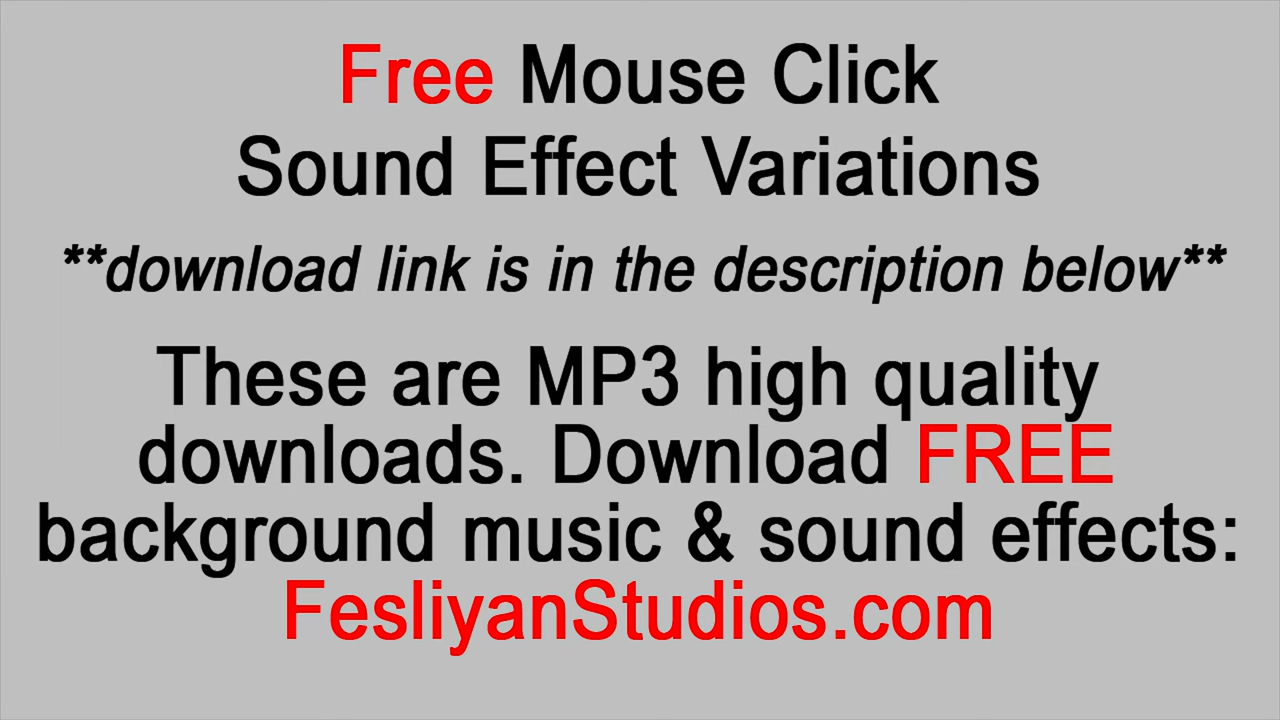 Free Mouse Click
Sound Effect Variations
**download link is in the description below**
These are MP3 high quality
downloads. Download FREE
background music & sound effects:
FesliyanStudios.com